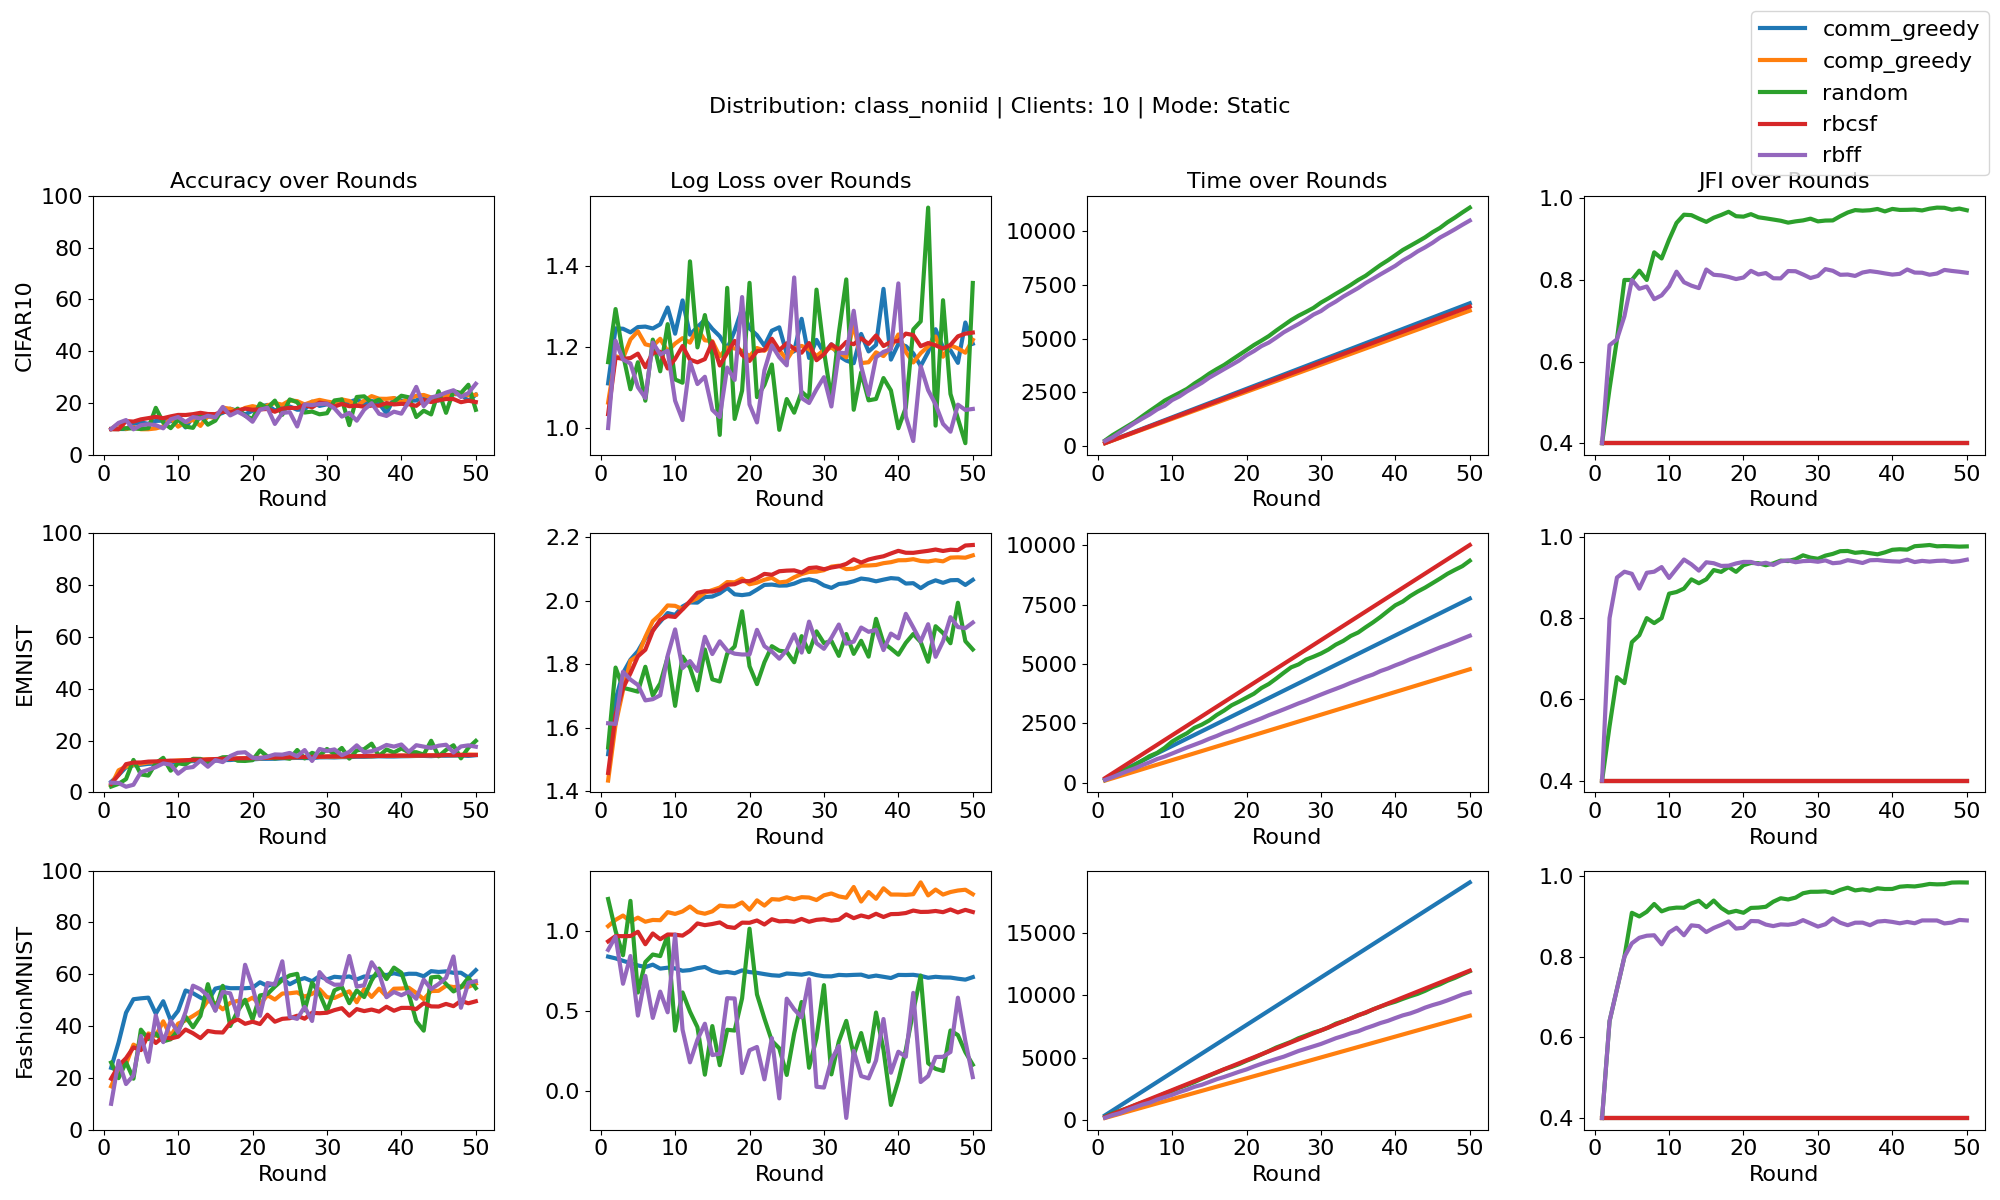 comm_greedy
comp_greedy
random
rbcsf
rbff
Distribution: class_noniid | Clients: 10 | Mode: Static
Accuracy over Rounds
Log Loss over Rounds
Time over Rounds
JFI over Rounds
CIFAR10
100
80
60
40
20
0
0 10 20 30 40 50
Round
1.4
1.2
1.0
0 10 20 30 40 50
Round
10000
7500
5000
2500
0
0 10 20 30 40 50
Round
1.0
0.8
0.6
0.4
0 10 20 30 40 50
Round
EMNIST
100
80
60
40
20
0
0 10 20 30 40 50
Round
2.2
2.0
1.8
1.6
1.4
0 10 20 30 40 50
Round
10000
7500
5000
2500
0
0 10 20 30 40 50
Round
1.0
0.8
0.6
0.4
0 10 20 30 40 50
Round
FashionMNIST
100
80
60
40
20
0
0 10 20 30 40 50
Round
1.0
0.5
0.0
0 10 20 30 40 50
Round
15000
10000
5000
0
0 10 20 30 40 50
Round
1.0
0.8
0.6
0.4
0 10 20 30 40 50
Round